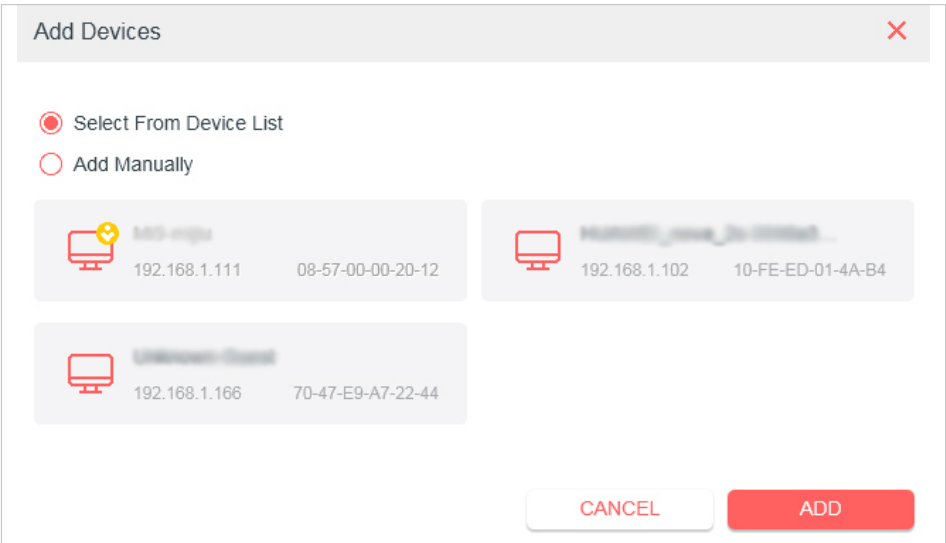 Add Devices
Select From Device List
Add Manually
192.168.1.111 08-57-00-00-20-12
192.168.1.102 10-FE-ED-01-4A-B4
192.168.1.166 70-47-E9-A7-22-44
CANCEL ADD